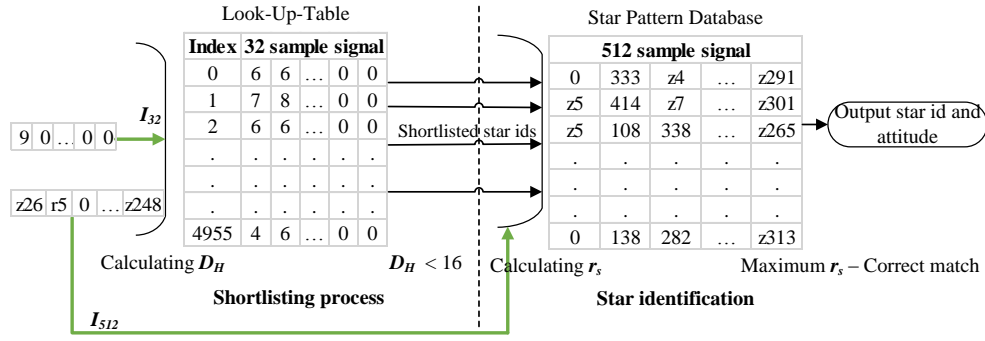 Look-Up-Table
Star Pattern Database
Index 32 sample signal
0 6 6 … 0 0
1 7 8 … 0 0
2 6 6 … 0 0
. . . . .
. . . . .
. . . . .
4955 4 6 … 0 0
512 sample signal
0 333 z4 … z291
z5 414 z7 … z301
z5 108 338 … z265
. . . . .
. . . . .
. . . . .
0 138 282 … z313
I32
9 0 … 0 0
z26 r5 0 … z248
Shortlisted star ids
Output star id and
attitude
Calculating DH
DH < 16
Calculating rs
Maximum rs – Correct match
Shortlisting process
Star identification
I512